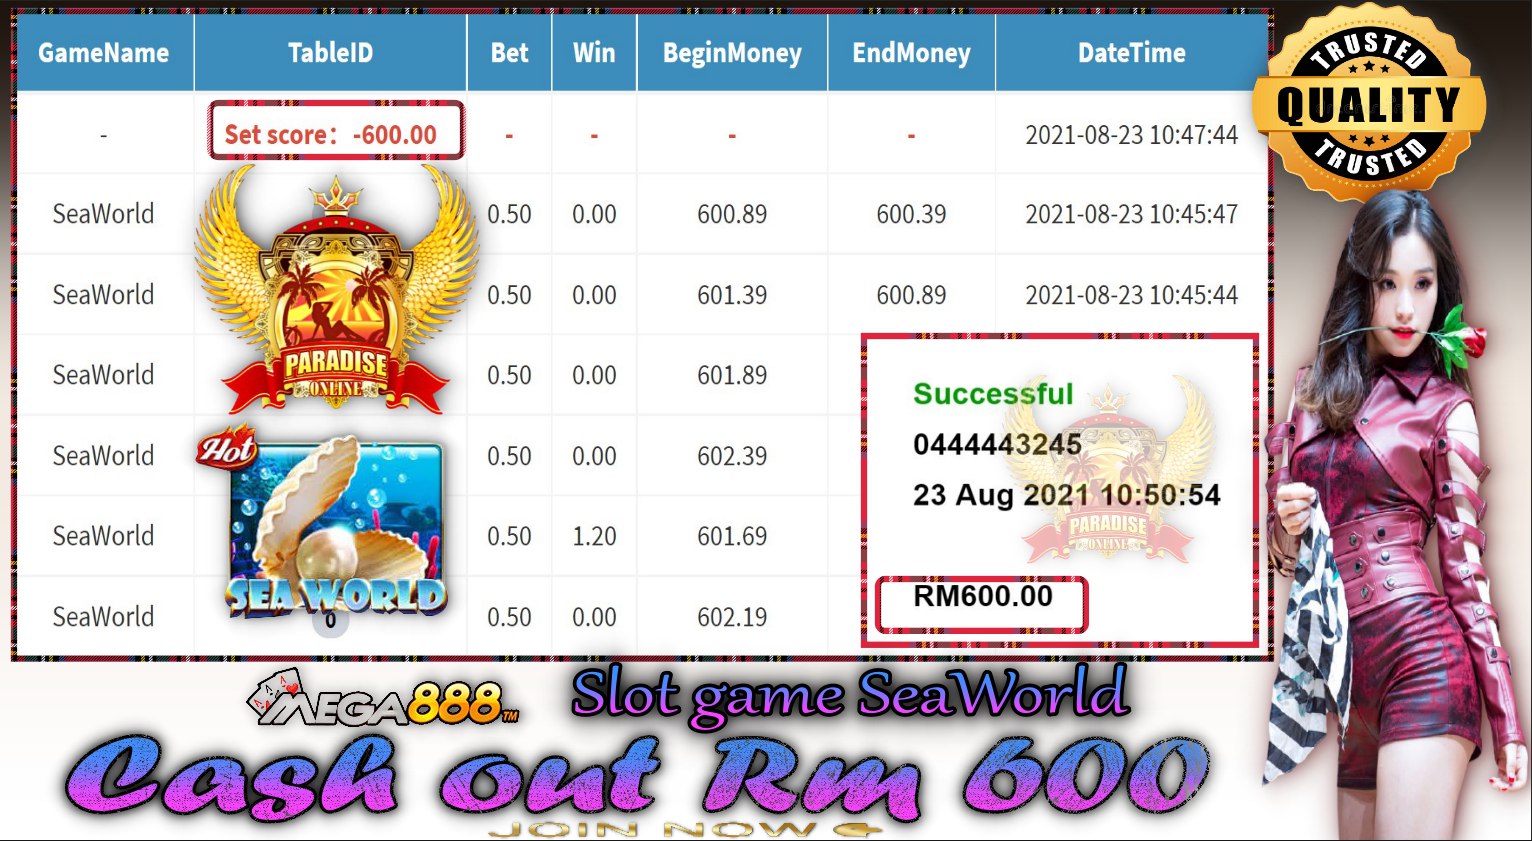 GameName TableID Bet Win BeginMoney EndMoney DateTime
- Set score: -600.00 - - - - 2021-08-23 10:47:44
SeaWorld 0.50 0.00 600.89 600.39 2021-08-23 10:45:47
SeaWorld 0.50 0.00 601.39 600.89 2021-08-23 10:45:44
SeaWorld 0.50 0.00 601.89
SeaWorld 0.50 0.00 602.39
SeaWorld 0.50 1.20 601.69
SeaWorld 0 0.50 0.00 602.19
TRUSTED
QUALITY
TRUSTED
PARADISE
ONLINE
Hot
SEA WORLD
Successful
0444443245
23 Aug 2021 10:50:54
PARADISE
ONLINE
RM600.00
MEGA888 TM
Slot game SeaWorld
Cash out Rm 600
JOIN NOW